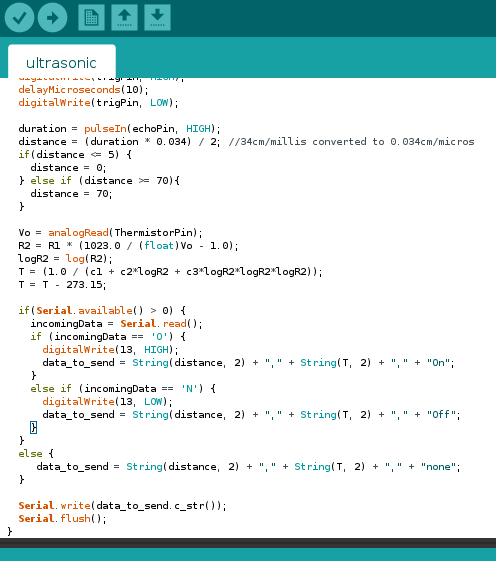 ultrasonic
digitalWrite(trigPin, HIGH);
delayMicroseconds(10);
digitalWrite(trigPin, LOW);
duration = pulseIn(echoPin, HIGH);
distance = (duration * 0.034) / 2; //34cm/millis converted to 0.034cm/micros
if(distance <= 5) {
distance = 0;
} else if (distance >= 70){
distance = 70;
}
Vo = analogRead(ThermistorPin);
R2 = R1 * (1023.0 / (float)Vo - 1.0);
logR2 = log(R2);
T = (1.0 / (c1 + c2*logR2 + c3*logR2*logR2*logR2));
T = T - 273.15;
if(Serial.available() > 0) {
incomingData = Serial.read();
if (incomingData == 'O') {
digitalWrite(13, HIGH);
data_to_send = String(distance, 2) + "," + String(T, 2) + "," + "On";
}
else if (incomingData == 'N') {
digitalWrite(13, LOW);
data_to_send = String(distance, 2) + "," + String(T, 2) + "," + "Off";
}
}
else {
data_to_send = String(distance, 2) + "," + String(T, 2) + "," + "none";
}
Serial.write(data_to_send.c_str());
Serial.flush();
}